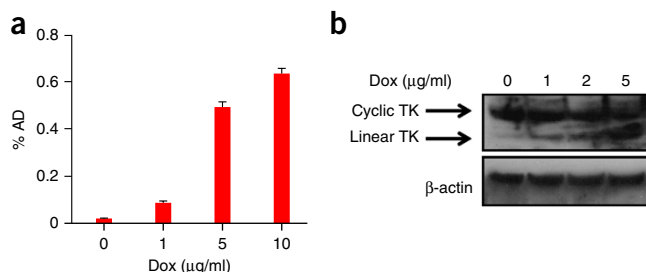 a
% AD
0.8
0.6
0.4
0.2
0
0 1 5 10
Dox (μg/ml)
b
Dox (μg/ml) 0 1 2 5
Cyclic TK
Linear TK
β-actin